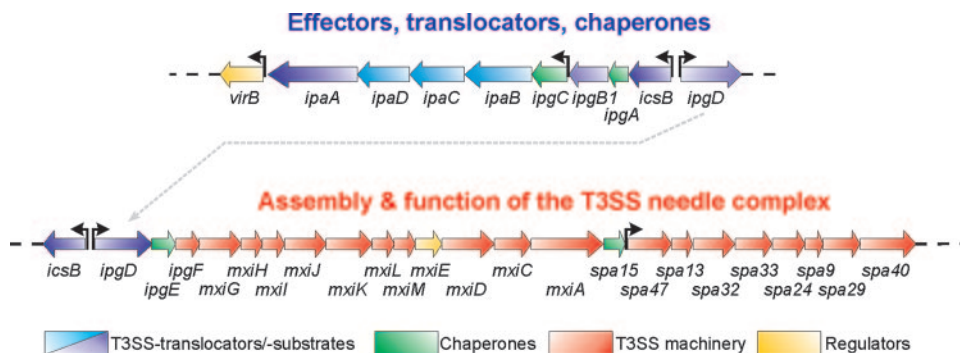 Effectors, translocators, chaperones
virB ipaA ipaD ipaC ipaB ipgC ipgB1 icsB ipgD
ipgA
Assembly & function of the T3SS needle complex
icsB ipgD ipgF mxiH mxiJ mxiL mxiE mxiC spa15 spa13 spa33 spa9 spa40
ipgE mxiG mxiI mxiK mxiM mxiD mxiA spa47 spa32 spa24 spa29
T3SS-translocators/-substrates Chaperones T3SS machinery Regulators